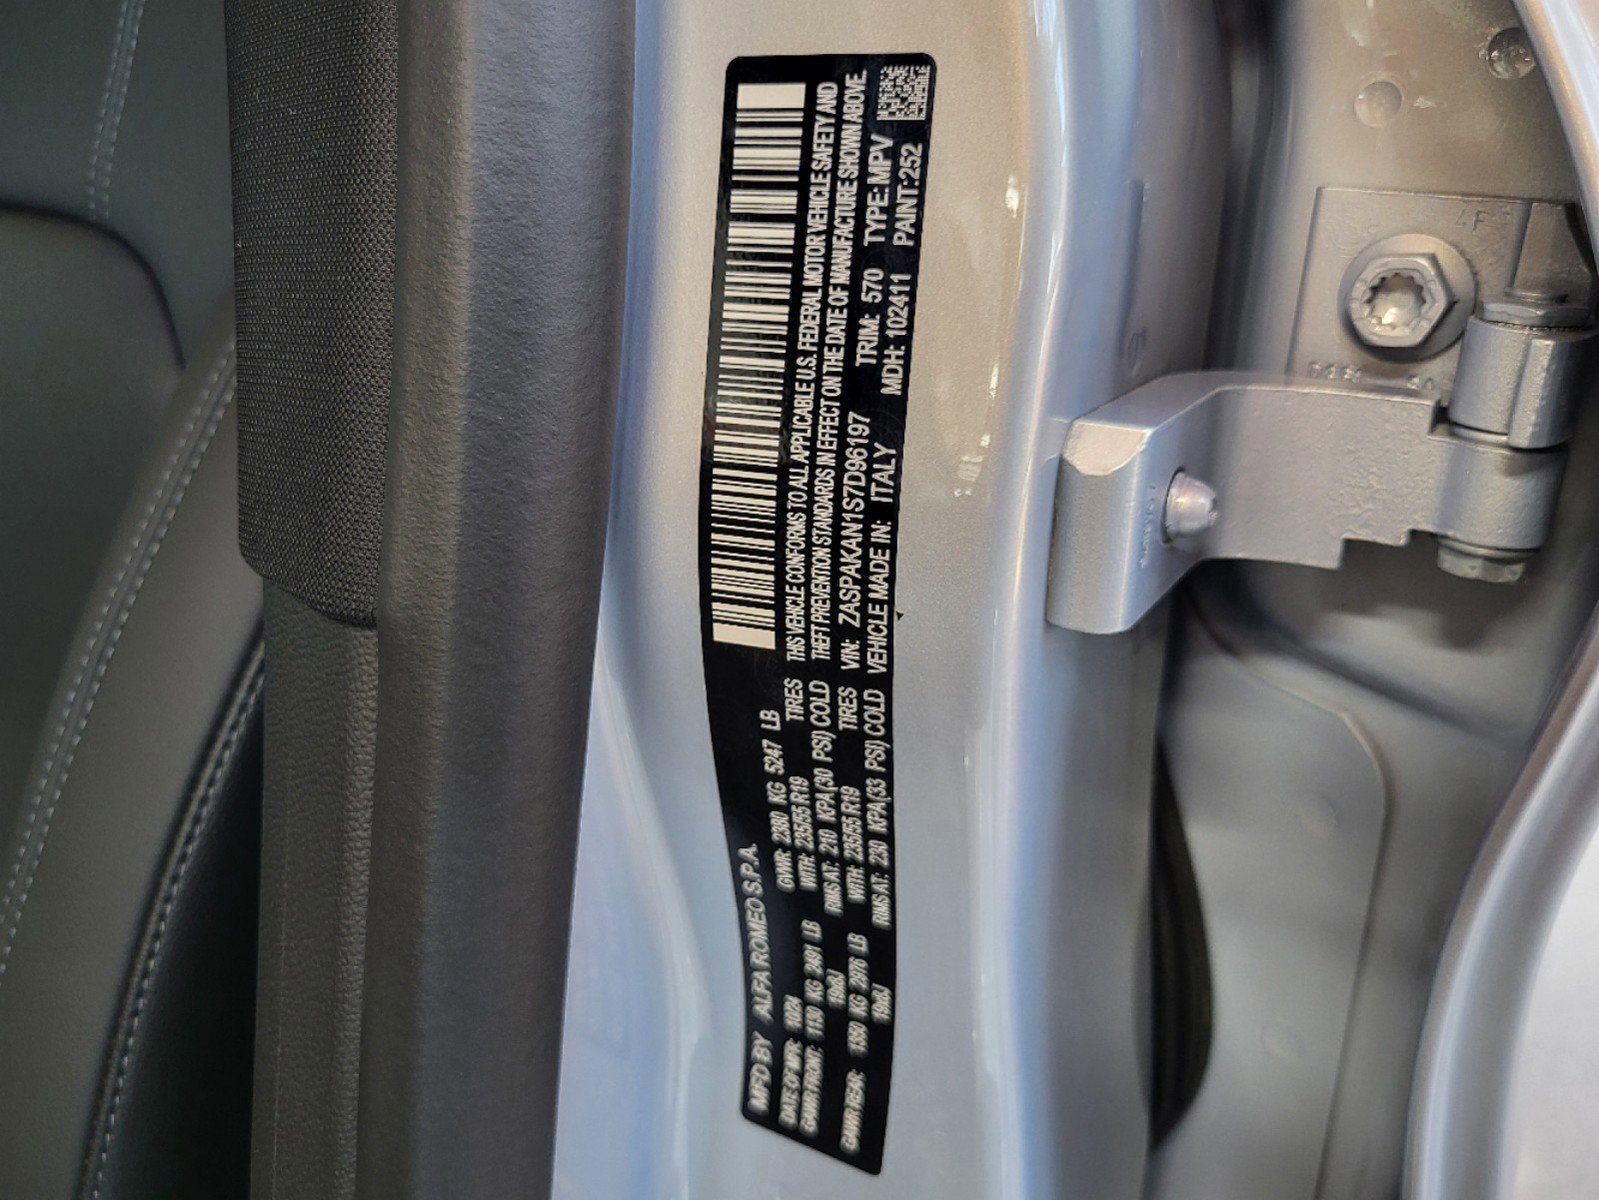 MFD BY ALFA ROMEO S.P.A.
DATE OF MFR: 10/24 GVWR: 2380 KG 5247 LB
GAWR FRONT: 1130 KG 2491 LB WITH: 235/55 R19 TIRES
19x8J RIMS AT: 210 KPA(30 PSI) COLD
GAWR REAR: 1350 KG 2976 LB WITH: 235/55 R19 TIRES
19x8J RIMS AT: 230 KPA(33 PSI) COLD
THIS VEHICLE CONFORMS TO ALL APPLICABLE U.S. FEDERAL MOTOR VEHICLE SAFETY AND
THEFT PREVENTION STANDARDS IN EFFECT ON THE DATE OF MANUFACTURE SHOWN ABOVE.
VIN: ZASPAKAN1S7D96197 TRIM: 570 TYPE: MPV
VEHICLE MADE IN: ITALY MDH: 102411 PAINT:252
4F